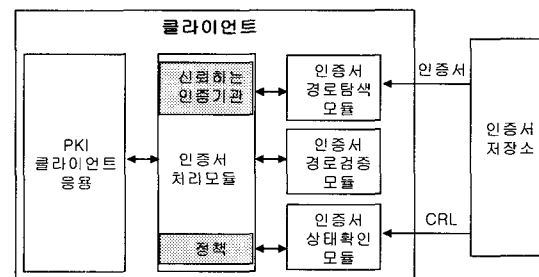 클라이언트
신뢰하는
인증기관
인증서
경로탐색
모듈
인증서
PKI
클라이언트
응용
인증서
처리모듈
인증서
경로검증
모듈
인증서
저장소
정책
인증서
상태확인
모듈
CRL